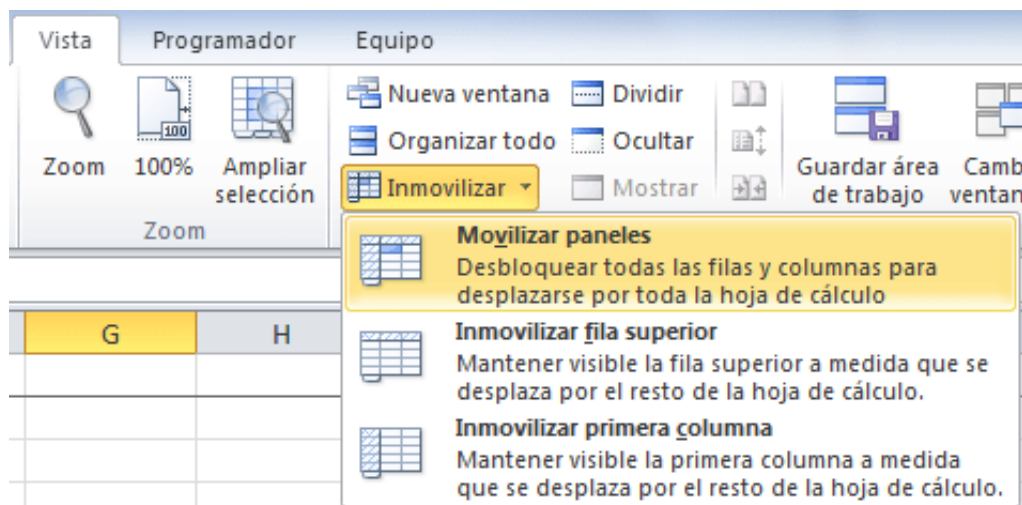 Vista Programador Equipo
Zoom 100% Ampliar selección
Zoom
Nueva ventana Dividir
Organizar todo Ocultar
Inmovilizar Mostrar
Guardar área de trabajo
Movilizar paneles
Desbloquear todas las filas y columnas para
desplazarse por toda la hoja de cálculo
Inmovilizar fila superior
Mantener visible la fila superior a medida que se
desplaza por el resto de la hoja de cálculo.
Inmovilizar primera columna
Mantener visible la primera columna a medida
que se desplaza por el resto de la hoja de cálculo.
G H